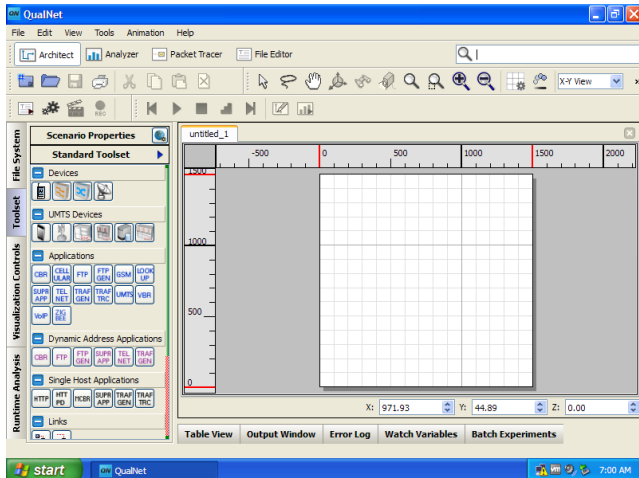 QualNet
File Edit View Tools Animation Help
Architect Analyzer Packet Tracer File Editor
X-Y View
REC
File System
Toolset
Visualization Controls
Runtime Analysis
Scenario Properties
Standard Toolset
Devices
UMTS Devices
Applications
CBR CELL ULAR FTP FTP GEN GSM LOOK UP
SUPR APP TEL NET TRAF GEN TRAF TRC UMTS VBR
VoIP ZIG BEE
Dynamic Address Applications
CBR FTP FTP GEN SUPR APP TEL NET TRAF GEN
Single Host Applications
HTTP HTT PD MCBR SUPR APP TRAF GEN TRAF TRC
Links
untitled_1
-500 0 500 1000 1500 2000
1500
1000
500
0
X: 971.93 Y: 44.89 Z: 0.00
Table View Output Window Error Log Watch Variables Batch Experiments
start QualNet 7:00 AM